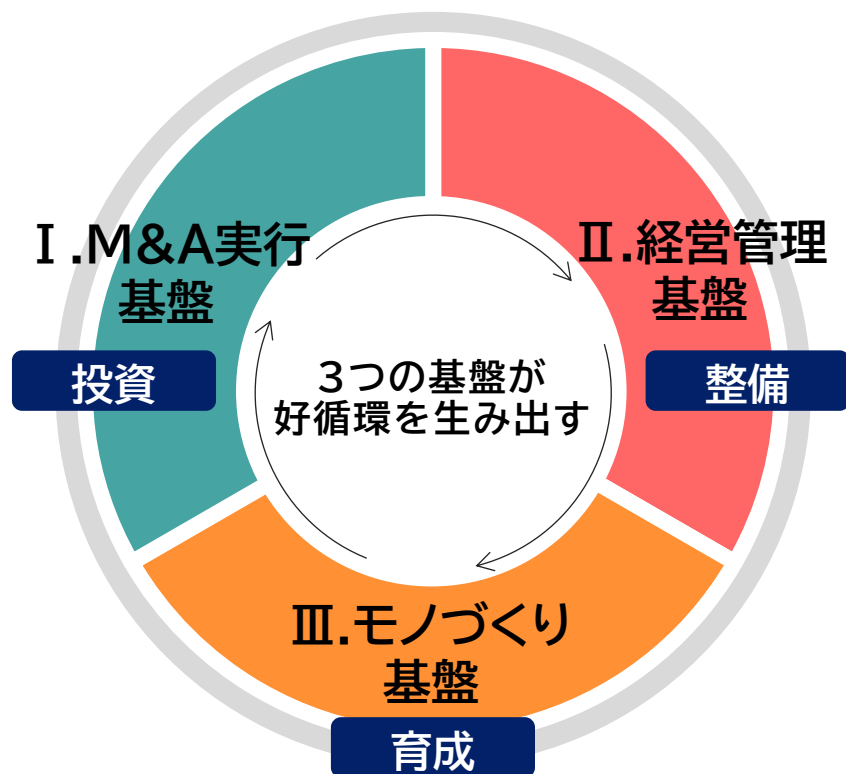 Ⅰ.M&A実行
基盤
投資
Ⅱ.経営管理
基盤
整備
3つの基盤が
好循環を生み出す
Ⅲ.モノづくり
基盤
育成